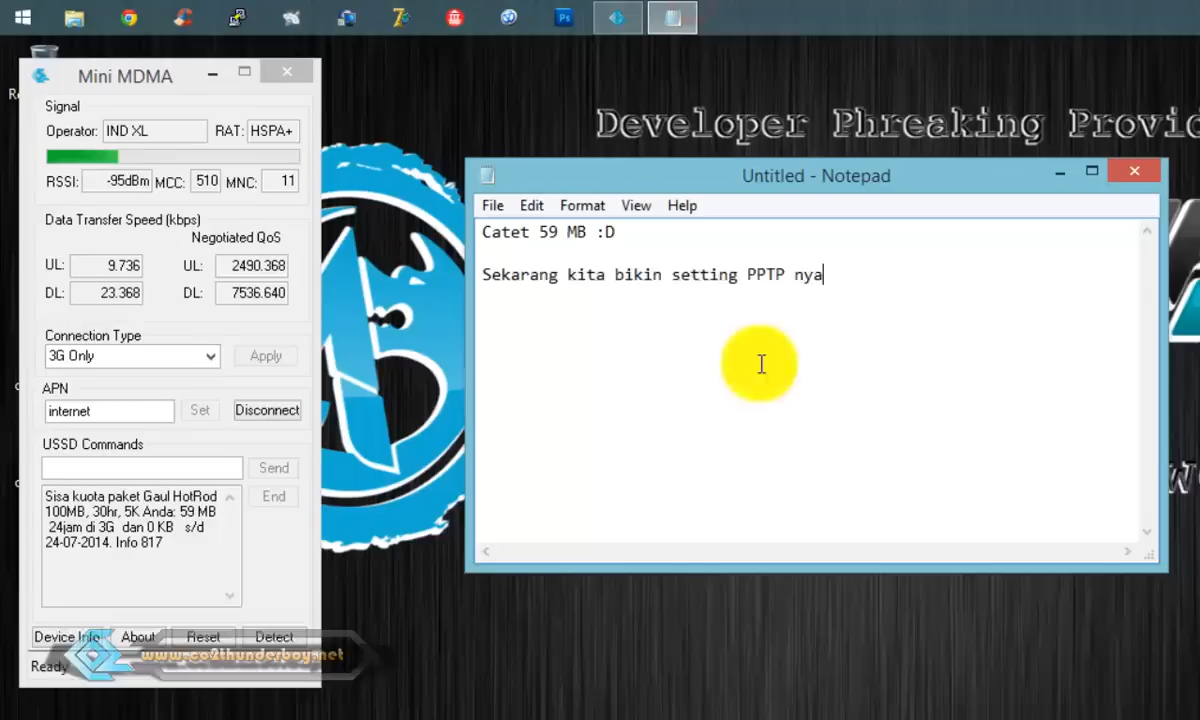 Mini MDMA
Signal
Operator: IND XL RAT: HSPA+
RSSI: -95dBm MCC: 510 MNC: 11
Data Transfer Speed (kbps)
Negotiated QoS
UL: 9.736 UL: 2490.368
DL: 23.368 DL: 7536.640
Connection Type
3G Only Apply
APN
internet Set Disconnect
USSD Commands
Send
End
Sisa kuota paket Gaul HotRod
100MB, 30hr, 5K Anda: 59 MB
24jam di 3G dan 0 KB s/d
24-07-2014. Info 817
Device Info About Reset Detect
Ready
www.co2thunderboy.net
Developer Phreaking
Untitled - Notepad
File Edit Format View Help
Catet 59 MB :D
Sekarang kita bikin setting PPTP nya
Ps